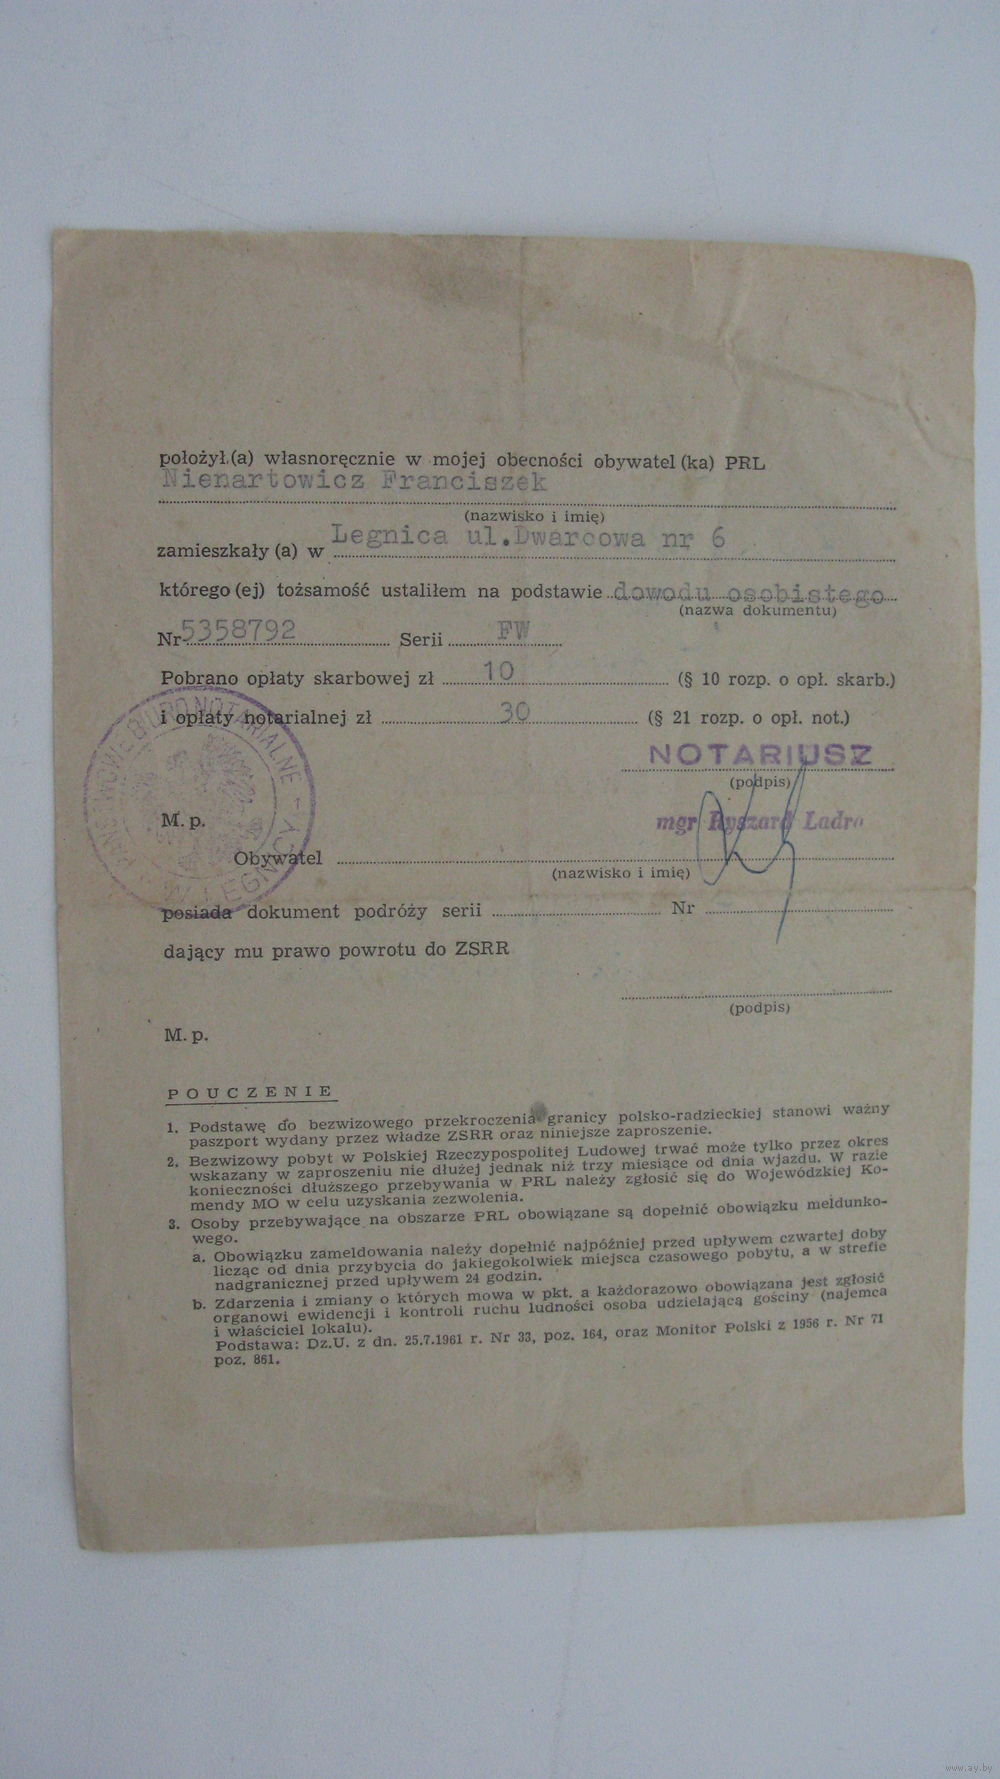 położył (a) własnoręcznie w mojej obecności obywatel (ka) PRL
Nienartowicz Franciszek
(nazwisko i imię)
zamieszkały (a) w Legnica ul.Dwarcowa nr 6
którego (ej) tożsamość ustaliłem na podstawie dowodu osobistego
(nazwa dokumentu)
Nr 5358792 Serii FW
Pobrano opłaty skarbowej zł 10 (§ 10 rozp. o opł. skarb.)
i opłaty notarialnej zł 30 (§ 21 rozp. o opł. not.)
NOTARIUSZ
(podpis)
M. p.
mgr Ryszard Ladra
BIURO NOTARIALNE
Obywatel
(nazwisko i imię)
posiada dokument podróży serii Nr
dający mu prawo powrotu do ZSRR
(podpis)
M. p.
POUCZENIE
1. Podstawę do bezwizowego przekroczenia granicy polsko-radzieckiej stanowi ważny
paszport wydany przez władze ZSRR oraz niniejsze zaproszenie.
2. Bezwizowy pobyt w Polskiej Rzeczypospolitej Ludowej trwać może tylko przez okres
wskazany w zaproszeniu nie dłużej jednak niż trzy miesiące od dnia wjazdu. W razie
konieczności dłuższego przebywania w PRL należy zgłosić się do Wojewódzkiej Ko-
mendy MO w celu uzyskania zezwolenia.
3. Osoby przebywające na obszarze PRL obowiązane są dopełnić obowiązku meldunko-
wego.
a. Obowiązku zameldowania należy dopełnić najpóźniej przed upływem czwartej doby
licząc od dnia przybycia do jakiegokolwiek miejsca czasowego pobytu, a w strefie
nadgranicznej przed upływem 24 godzin.
b. Zdarzenia i zmiany o których mowa w pkt. a każdorazowo obowiązana jest zgłosić
organowi ewidencji i kontroli ruchu ludności osoba udzielającą gościny (najemca
i właściciel lokalu).
Podstawa: Dz.U. z dn. 25.7.1961 r. Nr 33, poz. 164, oraz Monitor Polski z 1956 r. Nr 71
poz. 861.
www.ay.by